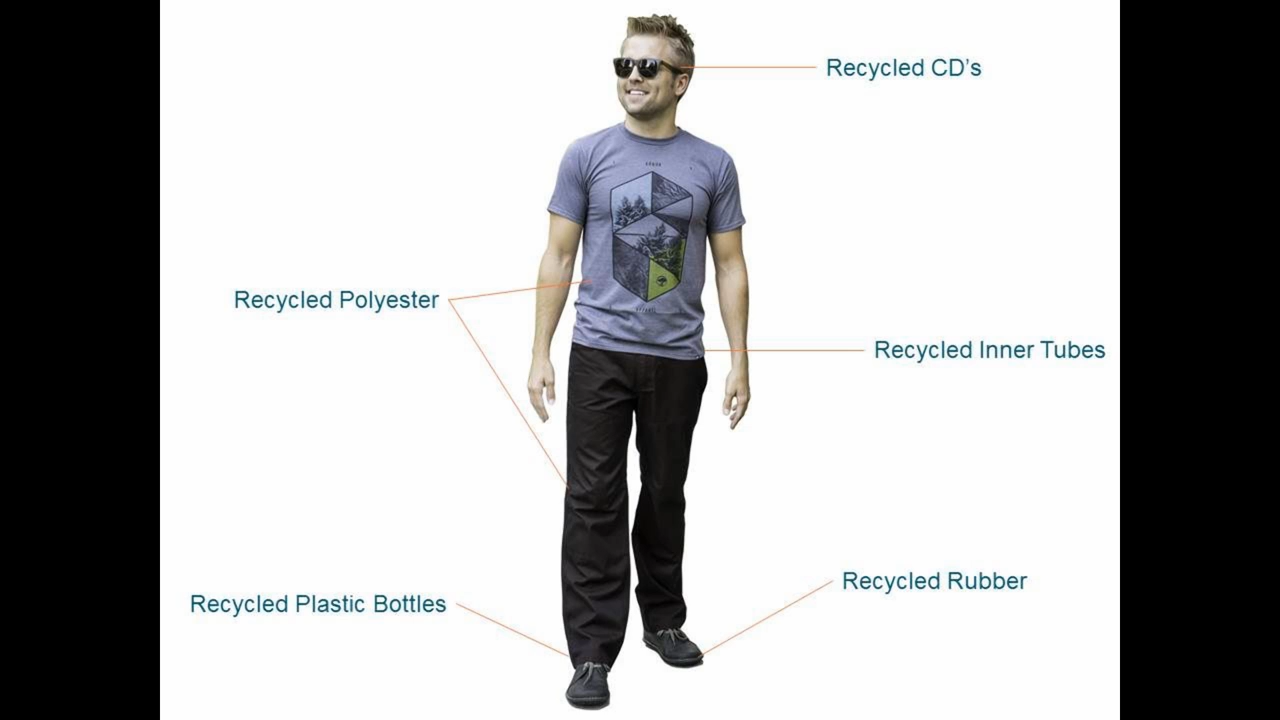 Recycled CD's
Recycled Polyester
Recycled Inner Tubes
Recycled Rubber
Recycled Plastic Bottles